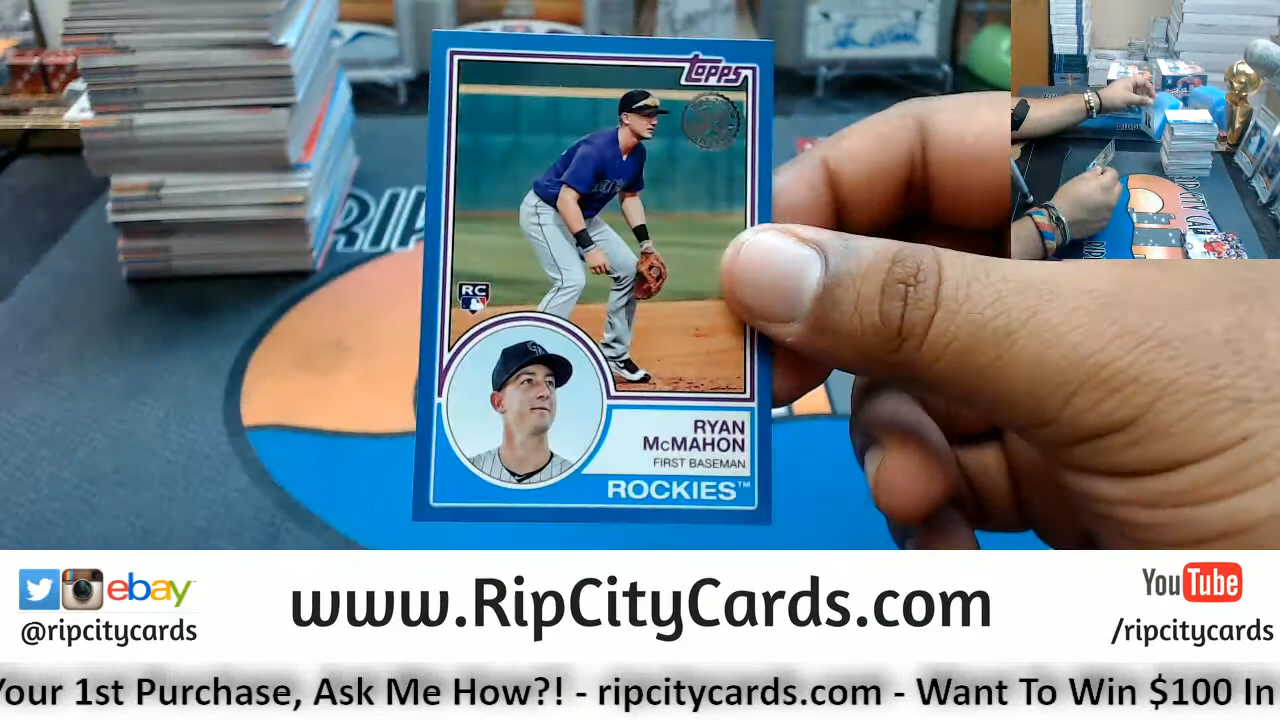 Topps
RC
RYAN
McMAHON
FIRST BASEMAN
ROCKIES™
RIP
ebay
@ripcitycards
www.RipCityCards.com
YouTube
/ripcitycards
Your 1st Purchase, Ask Me How?! - ripcitycards.com - Want To Win $100 In